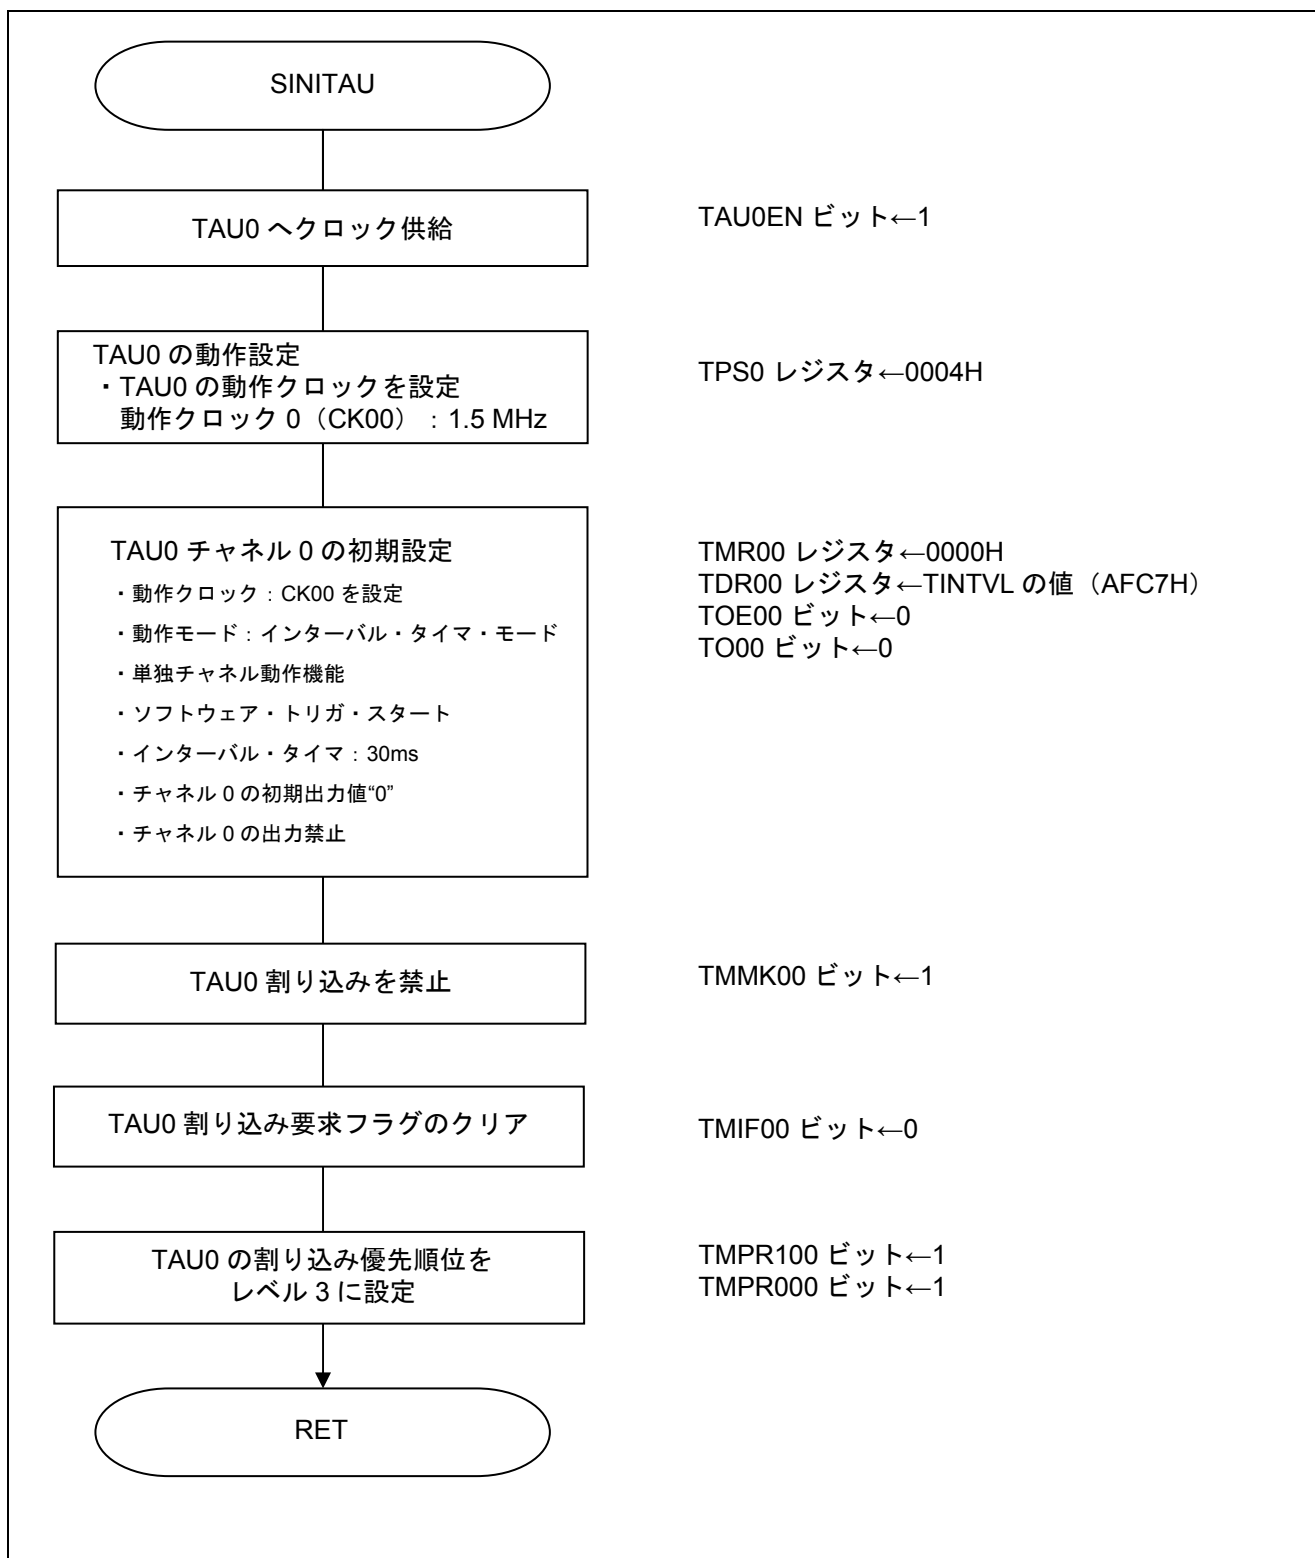 SINITAU
TAU0 へクロック供給
TAU0EN ビット←1
TAU0 の動作設定
・TAU0 の動作クロックを設定
動作クロック 0（CK00）：1.5 MHz
TPS0 レジスタ←0004H
TAU0 チャネル 0 の初期設定
・動作クロック：CK00 を設定
・動作モード：インターバル・タイマ・モード
・単独チャネル動作機能
・ソフトウェア・トリガ・スタート
・インターバル・タイマ：30ms
・チャネル 0 の初期出力値“0”
・チャネル 0 の出力禁止
TMR00 レジスタ←0000H
TDR00 レジスタ←TINTVL の値（AFC7H）
TOE00 ビット←0
TO00 ビット←0
TAU0 割り込みを禁止
TMMK00 ビット←1
TAU0 割り込み要求フラグのクリア
TMIF00 ビット←0
TAU0 の割り込み優先順位を
レベル 3 に設定
TMPR100 ビット←1
TMPR000 ビット←1
RET